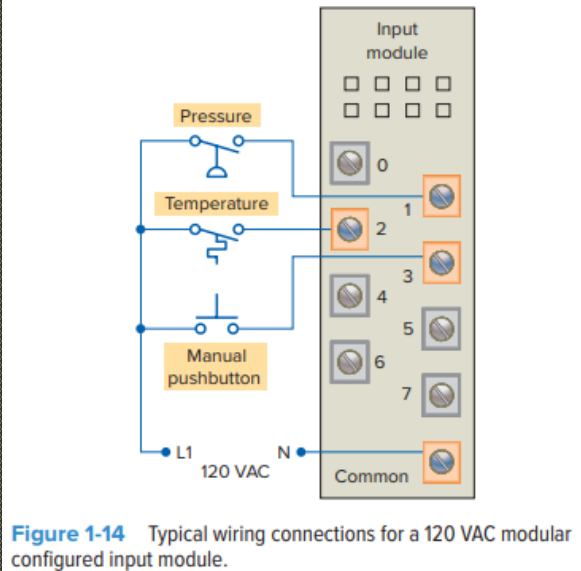 Input
module
Pressure
0
1
Temperature
2
3
4
5
Manual
pushbutton
6
7
L1
N
120 VAC
Common
Figure 1-14 Typical wiring connections for a 120 VAC modular
configured input module.